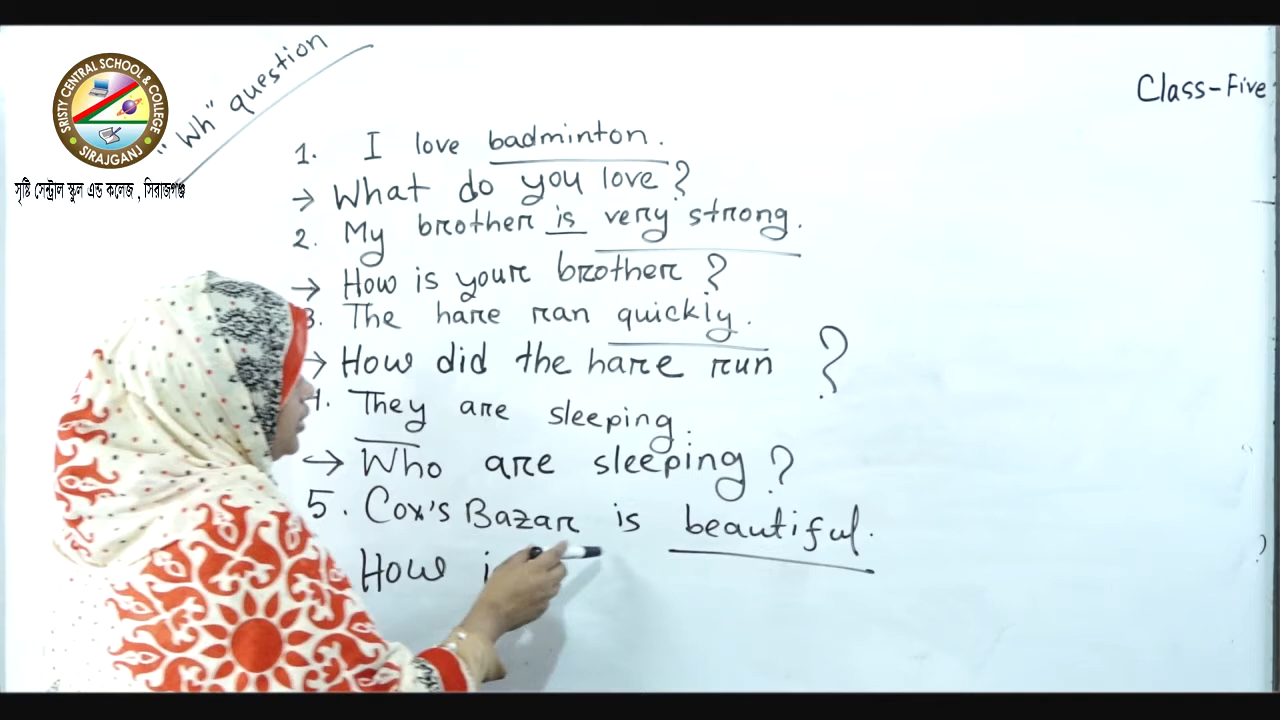 SRISTY CENTRAL SCHOOL & COLLEGE
SIRAJGANJ
সৃষ্টি সেন্ট্রাল স্কুল এন্ড কলেজ , সিরাজগঞ্জ
"Wh" question
Class-Five
1. I love badminton.
→ What do you love?
2. My brother is very strong.
→ How is your brother?
3. The hare ran quickly.
→ How did the hare run ?
4. They are sleeping.
→ Who are sleeping?
5. Cox's Bazar is beautiful.
How i